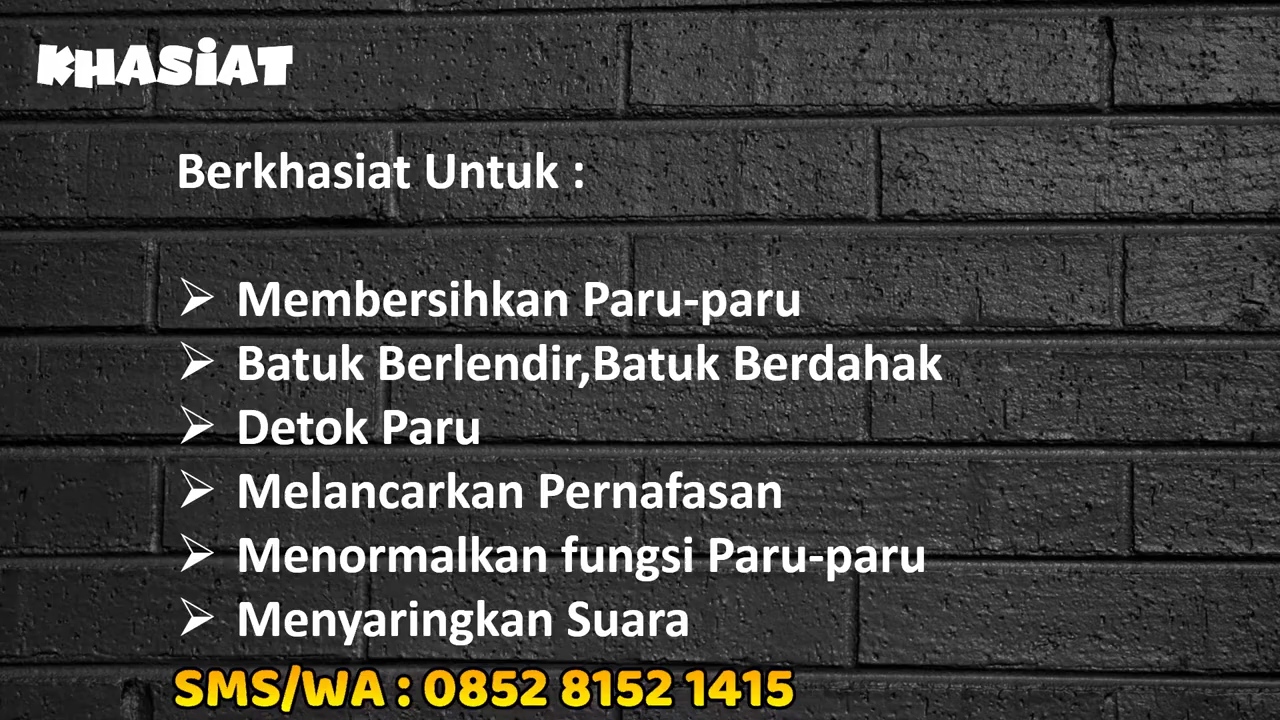 KHASiAT
Berkhasiat Untuk :
➢ Membersihkan Paru-paru
➢ Batuk Berlendir,Batuk Berdahak
➢ Detok Paru
➢ Melancarkan Pernafasan
➢ Menormalkan fungsi Paru-paru
➢ Menyaringkan Suara
SMS/WA : 0852 8152 1415